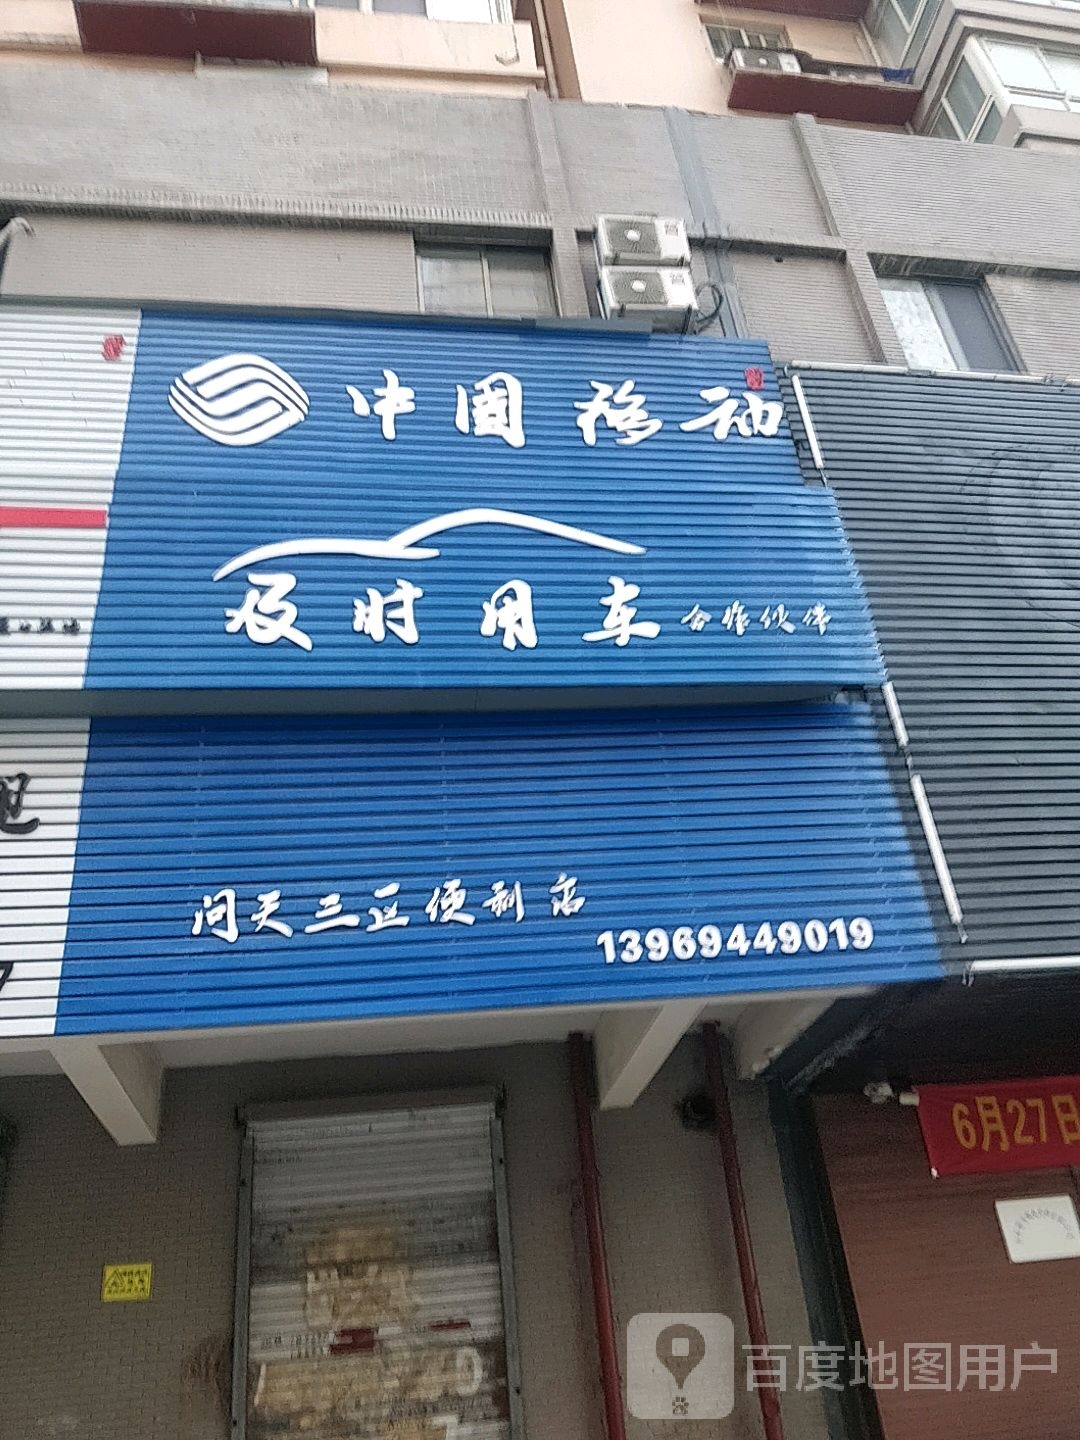 中国移动
及时用车 合作伙伴
问天三区便利店
13969449019
6月27日
百度地图用户